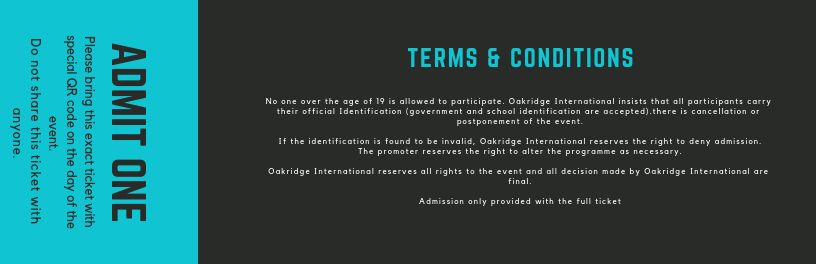 ADMIT ONE
Please bring this exact ticket with
special QR code on the day of the
event.
Do not share this ticket with
anyone.
TERMS & CONDITIONS
No one over the age of 19 is allowed to participate. Oakridge International insists that all participants carry
their official Identification (government and school identification are accepted).there is cancellation or
postponement of the event.
If the identification is found to be invalid, Oakridge International reserves the right to deny admission.
The promoter reserves the right to alter the programme as necessary.
Oakridge International reserves all rights to the event and all decision made by Oakridge International are
final.
Admission only provided with the full ticket